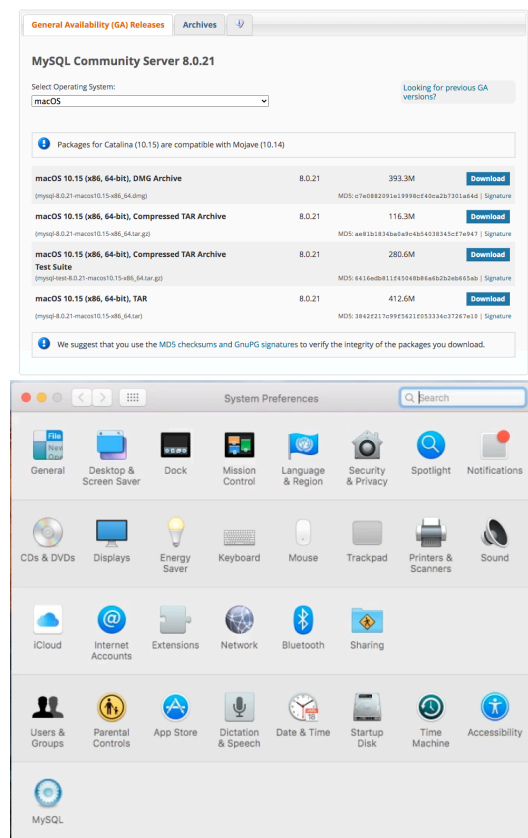 General Availability (GA) Releases Archives
MySQL Community Server 8.0.21
Select Operating System:
Looking for previous GA
versions?
macOS
Packages for Catalina (10.15) are compatible with Mojave (10.14)
macOS 10.15 (x86, 64-bit), DMG Archive 8.0.21 393.3M Download
(mysql-8.0.21-macos10.15-x86_64.dmg) MD5: c7a0882091e19998cf40ca2b7301a64d | Signature
macOS 10.15 (x86, 64-bit), Compressed TAR Archive 8.0.21 116.3M Download
(mysql-8.0.21-macos10.15-x86_64.tar.gz) MD5: ae81b1834ba0a9c4b54038345cf7e947 | Signature
macOS 10.15 (x86, 64-bit), Compressed TAR Archive 8.0.21 280.6M Download
Test Suite
(mysql-test-8.0.21-macos10.15-x86_64.tar.gz) MD5: 6416edb811f45048b86a6b2b2eb665ab | Signature
macOS 10.15 (x86, 64-bit), TAR 8.0.21 412.6M Download
(mysql-8.0.21-macos10.15-x86_64.tar) MD5: 3842f217c99f5621f053334c37267e10 | Signature
We suggest that you use the MD5 checksums and GnuPG signatures to verify the integrity of the packages you download.
System Preferences Search
File
New
General Desktop & Dock Mission Language Security Spotlight Notifications
Screen Saver Control & Region & Privacy
CDs & DVDs Displays Energy Keyboard Mouse Trackpad Printers & Sound
Saver Scanners
iCloud Internet Extensions Network Bluetooth Sharing
Accounts
18
Users & Parental App Store Dictation Date & Time Startup Time Accessibility
Groups Controls & Speech Disk Machine
MySQL